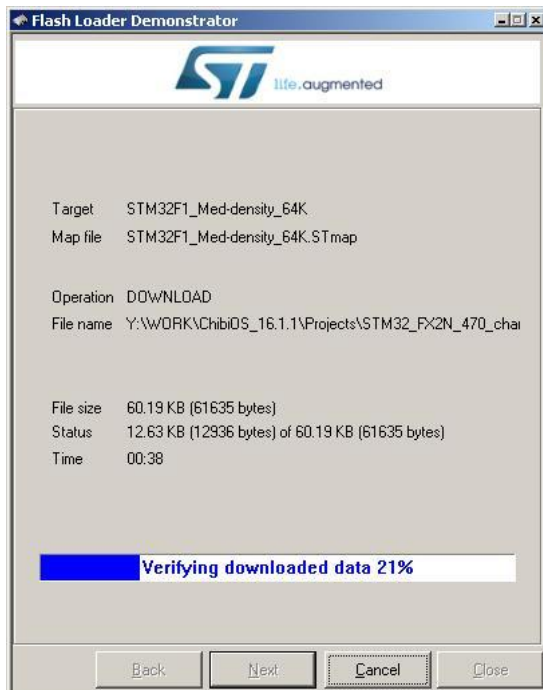 Flash Loader Demonstrator
life.augmented
Target STM32F1_Med-density_64K
Map file STM32F1_Med-density_64K.STmap
Operation DOWNLOAD
File name Y:\WORK\ChibiOS_16.1.1\Projects\STM32_FX2N_470_chai
File size 60.19 KB (61635 bytes)
Status 12.63 KB (12936 bytes) of 60.19 KB (61635 bytes)
Time 00:38
Verifying downloaded data 21%
Back Next Cancel Close